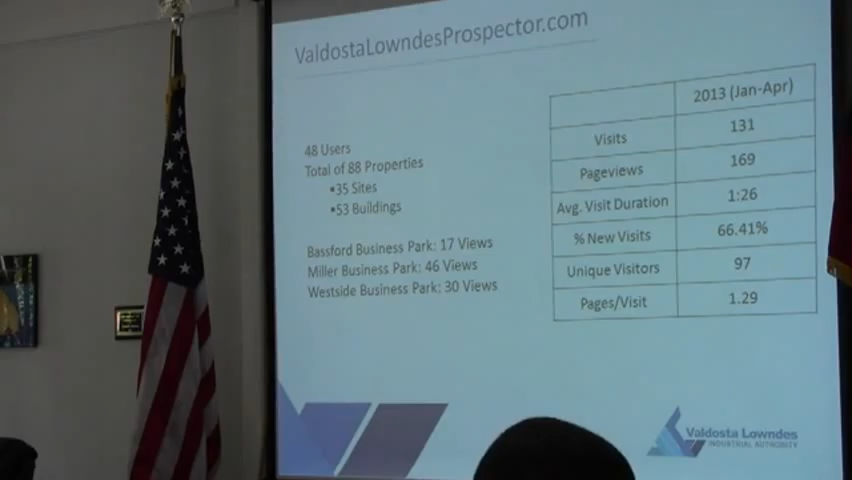 ValdostaLowndesProspector.com
48 Users
Total of 88 Properties
▪35 Sites
▪53 Buildings
Bassford Business Park: 17 Views
Miller Business Park: 46 Views
Westside Business Park: 30 Views
2013 (Jan-Apr)
Visits 131
Pageviews 169
Avg. Visit Duration 1:26
% New Visits 66.41%
Unique Visitors 97
Pages/Visit 1.29
Valdosta Lowndes
INDUSTRIAL AUTHORITY